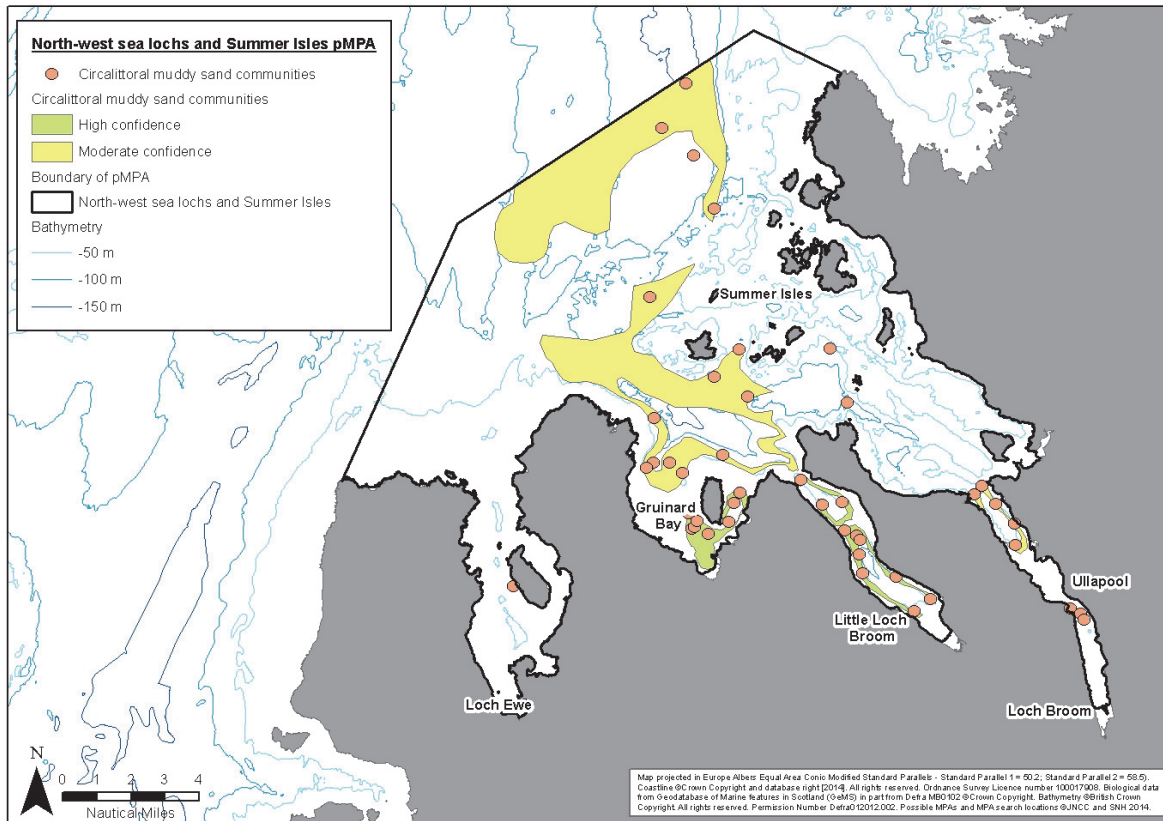 North-west sea lochs and Summer Isles pMPA
Circalittoral muddy sand communities
Circalittoral muddy sand communities
High confidence
Moderate confidence
Boundary of pMPA
North-west sea lochs and Summer Isles
Bathymetry
-50 m
-100 m
-150 m
Summer Isles
Gruinard
Bay
Ullapool
Little Loch
Broom
Loch Ewe
Loch Broom
N
0 1 2 3 4
Nautical Miles
Map projected in Europe Albers Equal Area Conic Modified Standard Parallels - Standard Parallel 1 = 50.2; Standard Parallel 2 = 58.5).
Coastline ©Crown Copyright and database right [2014]. All rights reserved. Ordnance Survey Licence number 100017908. Biological data
from Geodatabase of Marine features in Scotland (GeMS) in part from Defra MB0102 ©Crown Copyright. Bathymetry ©British Crown
Copyright. All rights reserved. Permission Number Defra012012.002. Possible MPAs and MPA search locations ©JNCC and SNH 2014.